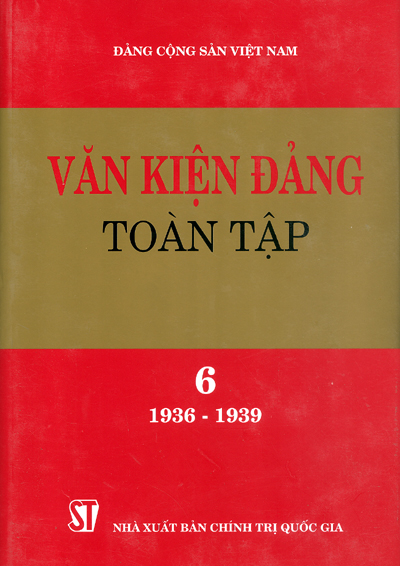 ĐẢNG CỘNG SẢN VIỆT NAM
VĂN KIỆN ĐẢNG
TOÀN TẬP
6
1936 - 1939
ST
NHÀ XUẤT BẢN CHÍNH TRỊ QUỐC GIA